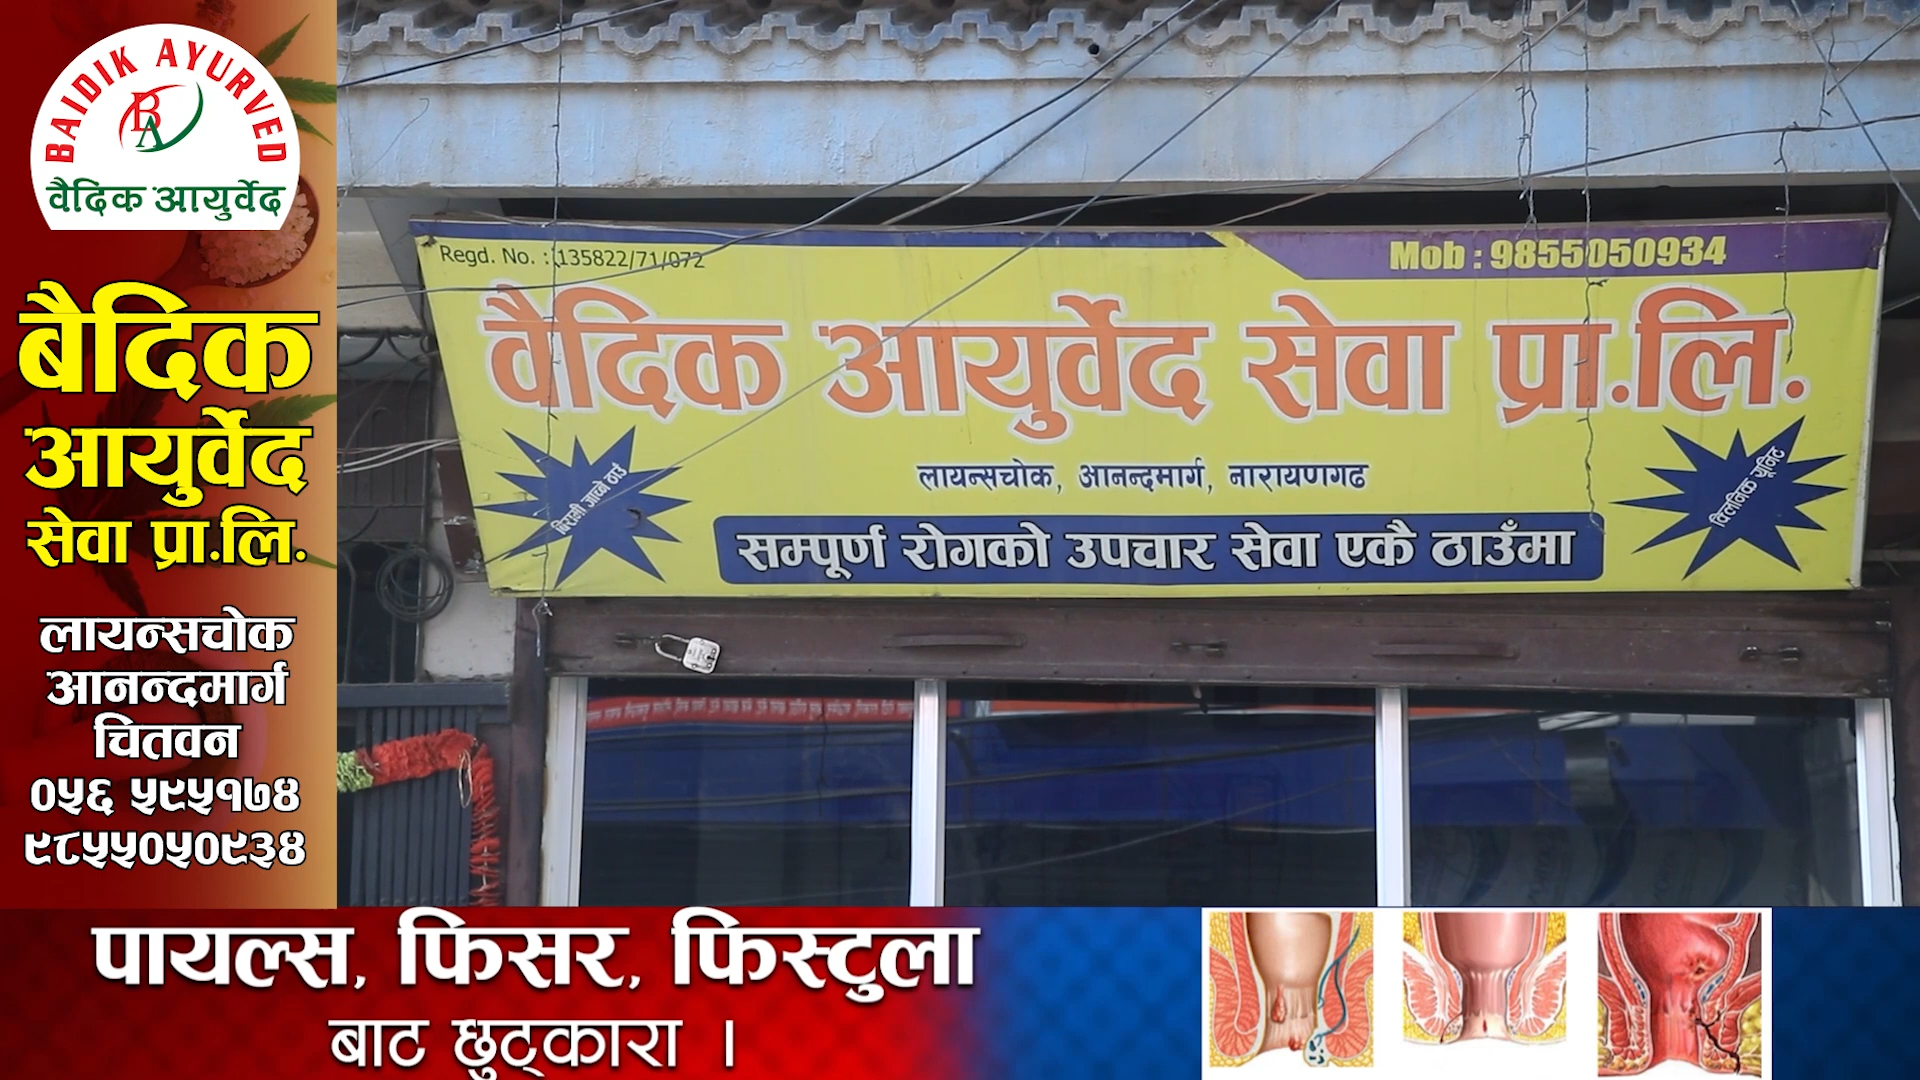 BAIDIK AYURVED
BA
वैदिक आयुर्वेद
बैदिक
आयुर्वेद
सेवा प्रा.लि.
लायन्सचोक
आनन्दमार्ग
चितवन
०५६ ५९५१७४
९८५५०५०९३४
Regd. No. : 135822/71/072
Mob : 9855050934
वैदिक आयुर्वेद सेवा प्रा.लि.
लायन्सचोक, आनन्दमार्ग, नारायणगढ
बिरामी जाच्ने ठाउँ
क्लिनिक यूनिट
सम्पूर्ण रोगको उपचार सेवा एकै ठाउँमा
पायल्स, फिसर, फिस्टुला
बाट छुट्कारा ।